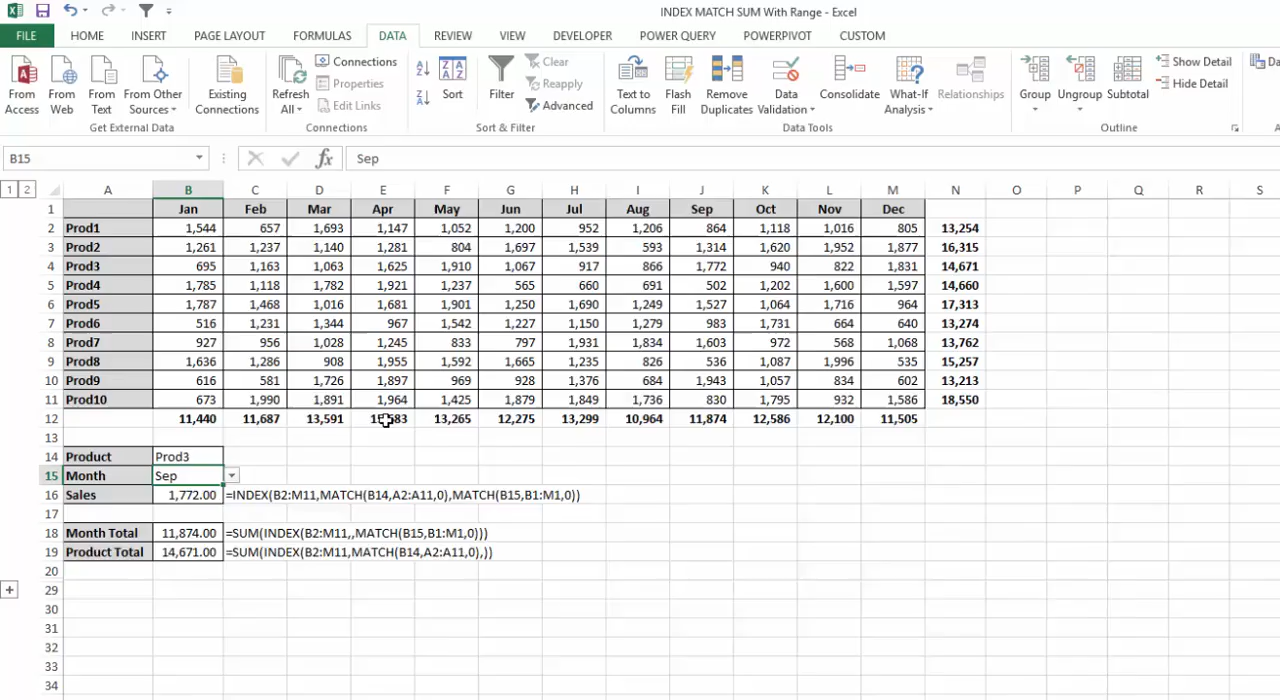 INDEX MATCH SUM With Range - Excel
FILE HOME INSERT PAGE LAYOUT FORMULAS DATA REVIEW VIEW DEVELOPER POWER QUERY POWERPIVOT CUSTOM
From Access From Web From Text From Other Sources Existing Connections
Get External Data
Refresh All Connections Properties Edit Links
Connections
Sort Filter Clear Reapply Advanced
Sort & Filter
Text to Columns Flash Fill Remove Duplicates Data Validation Consolidate What-If Analysis Relationships
Data Tools
Group Ungroup Subtotal Show Detail Hide Detail
Outline
Da
B15 fx Sep
1 2 A B C D E F G H I J K L M N O P Q R S
1 Jan Feb Mar Apr May Jun Jul Aug Sep Oct Nov Dec
2 Prod1 1,544 657 1,693 1,147 1,052 1,200 952 1,206 864 1,118 1,016 805 13,254
3 Prod2 1,261 1,237 1,140 1,281 804 1,697 1,539 593 1,314 1,620 1,952 1,877 16,315
4 Prod3 695 1,163 1,063 1,625 1,910 1,067 917 866 1,772 940 822 1,831 14,671
5 Prod4 1,785 1,118 1,782 1,921 1,237 565 660 691 502 1,202 1,600 1,597 14,660
6 Prod5 1,787 1,468 1,016 1,681 1,901 1,250 1,690 1,249 1,527 1,064 1,716 964 17,313
7 Prod6 516 1,231 1,344 967 1,542 1,227 1,150 1,279 983 1,731 664 640 13,274
8 Prod7 927 956 1,028 1,245 833 797 1,931 1,834 1,603 972 568 1,068 13,762
9 Prod8 1,636 1,286 908 1,955 1,592 1,665 1,235 826 536 1,087 1,996 535 15,257
10 Prod9 616 581 1,726 1,897 969 928 1,376 684 1,943 1,057 834 602 13,213
11 Prod10 673 1,990 1,891 1,964 1,425 1,879 1,849 1,736 830 1,795 932 1,586 18,550
12 11,440 11,687 13,591 13,265 12,275 13,299 10,964 11,874 12,586 12,100 11,505
13
14 Product Prod3
15 Month Sep
16 Sales 1,772.00 =INDEX(B2:M11,MATCH(B14,A2:A11,0),MATCH(B15,B1:M1,0))
17
18 Month Total 11,874.00 =SUM(INDEX(B2:M11,,MATCH(B15,B1:M1,0)))
19 Product Total 14,671.00 =SUM(INDEX(B2:M11,MATCH(B14,A2:A11,0),))
20
29
30
31
32
33
34